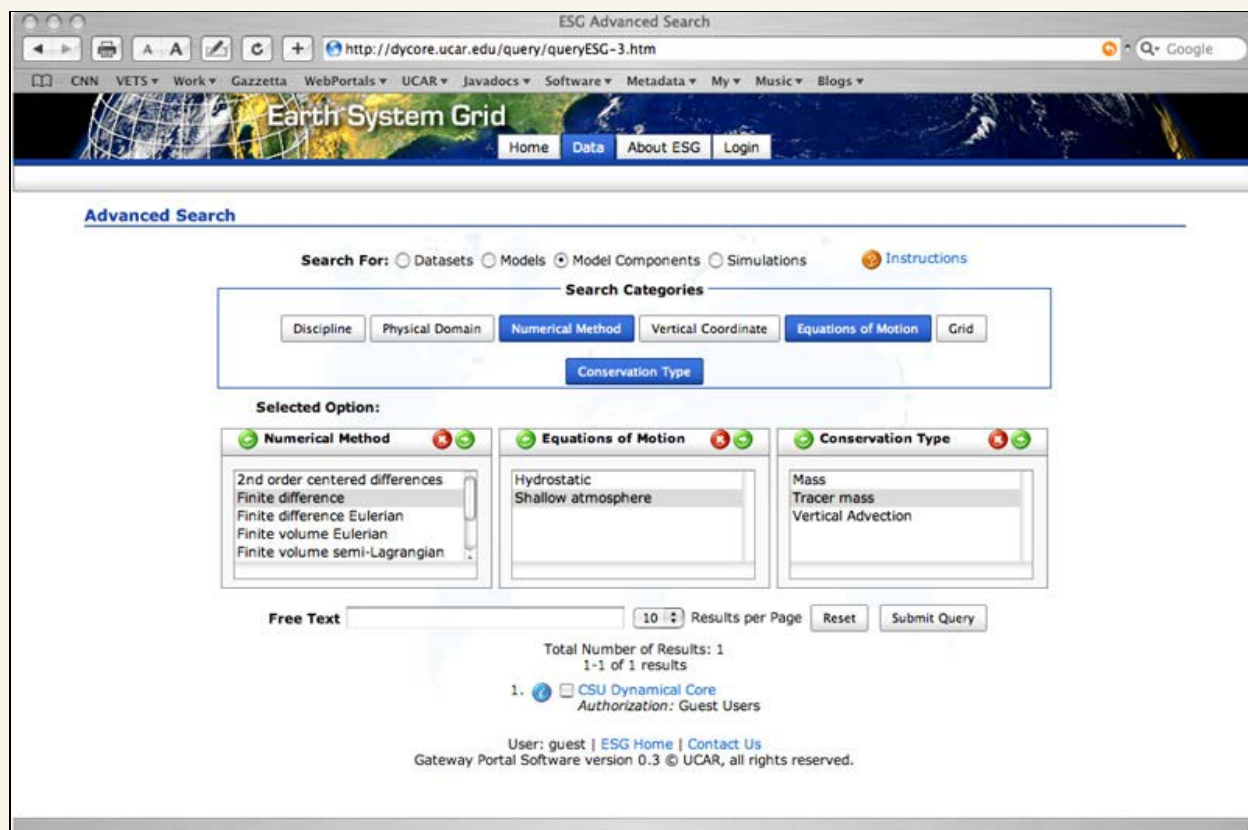 ESG Advanced Search
A A http://dycore.ucar.edu/query/queryESG-3.htm Q- Google
CNN VETS Work Gazzetta WebPortals UCAR Javadocs Software Metadata My Music Blogs
Earth System Grid
Home Data About ESG Login
Advanced Search
Search For: Datasets Models Model Components Simulations Instructions
Search Categories
Discipline Physical Domain Numerical Method Vertical Coordinate Equations of Motion Grid
Conservation Type
Selected Option:
Numerical Method Equations of Motion Conservation Type
2nd order centered differences Hydrostatic Mass
Finite difference Shallow atmosphere Tracer mass
Finite difference Eulerian Vertical Advection
Finite volume Eulerian
Finite volume semi-Lagrangian
Free Text 10 Results per Page Reset Submit Query
Total Number of Results: 1
1-1 of 1 results
1. CSU Dynamical Core
Authorization: Guest Users
User: guest | ESG Home | Contact Us
Gateway Portal Software version 0.3 © UCAR, all rights reserved.